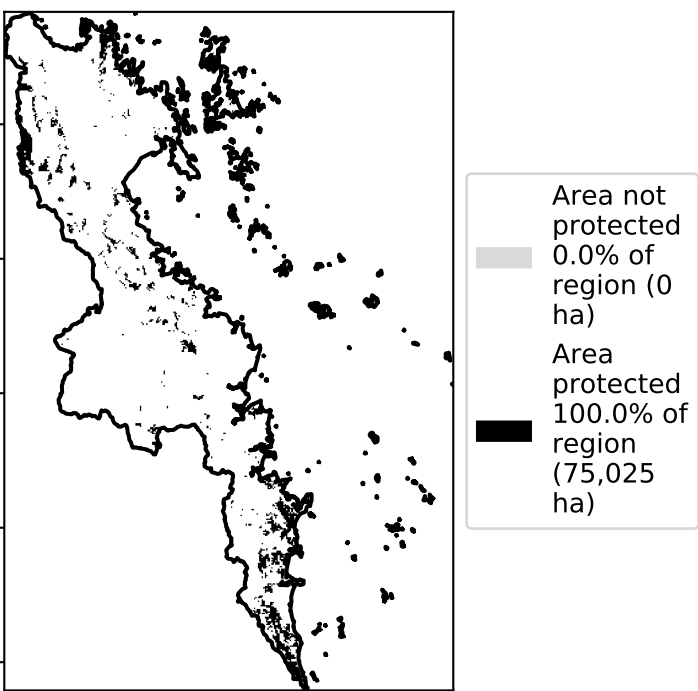 Area not
protected
0.0% of
region (0
ha)
Area
protected
100.0% of
region
(75,025
ha)